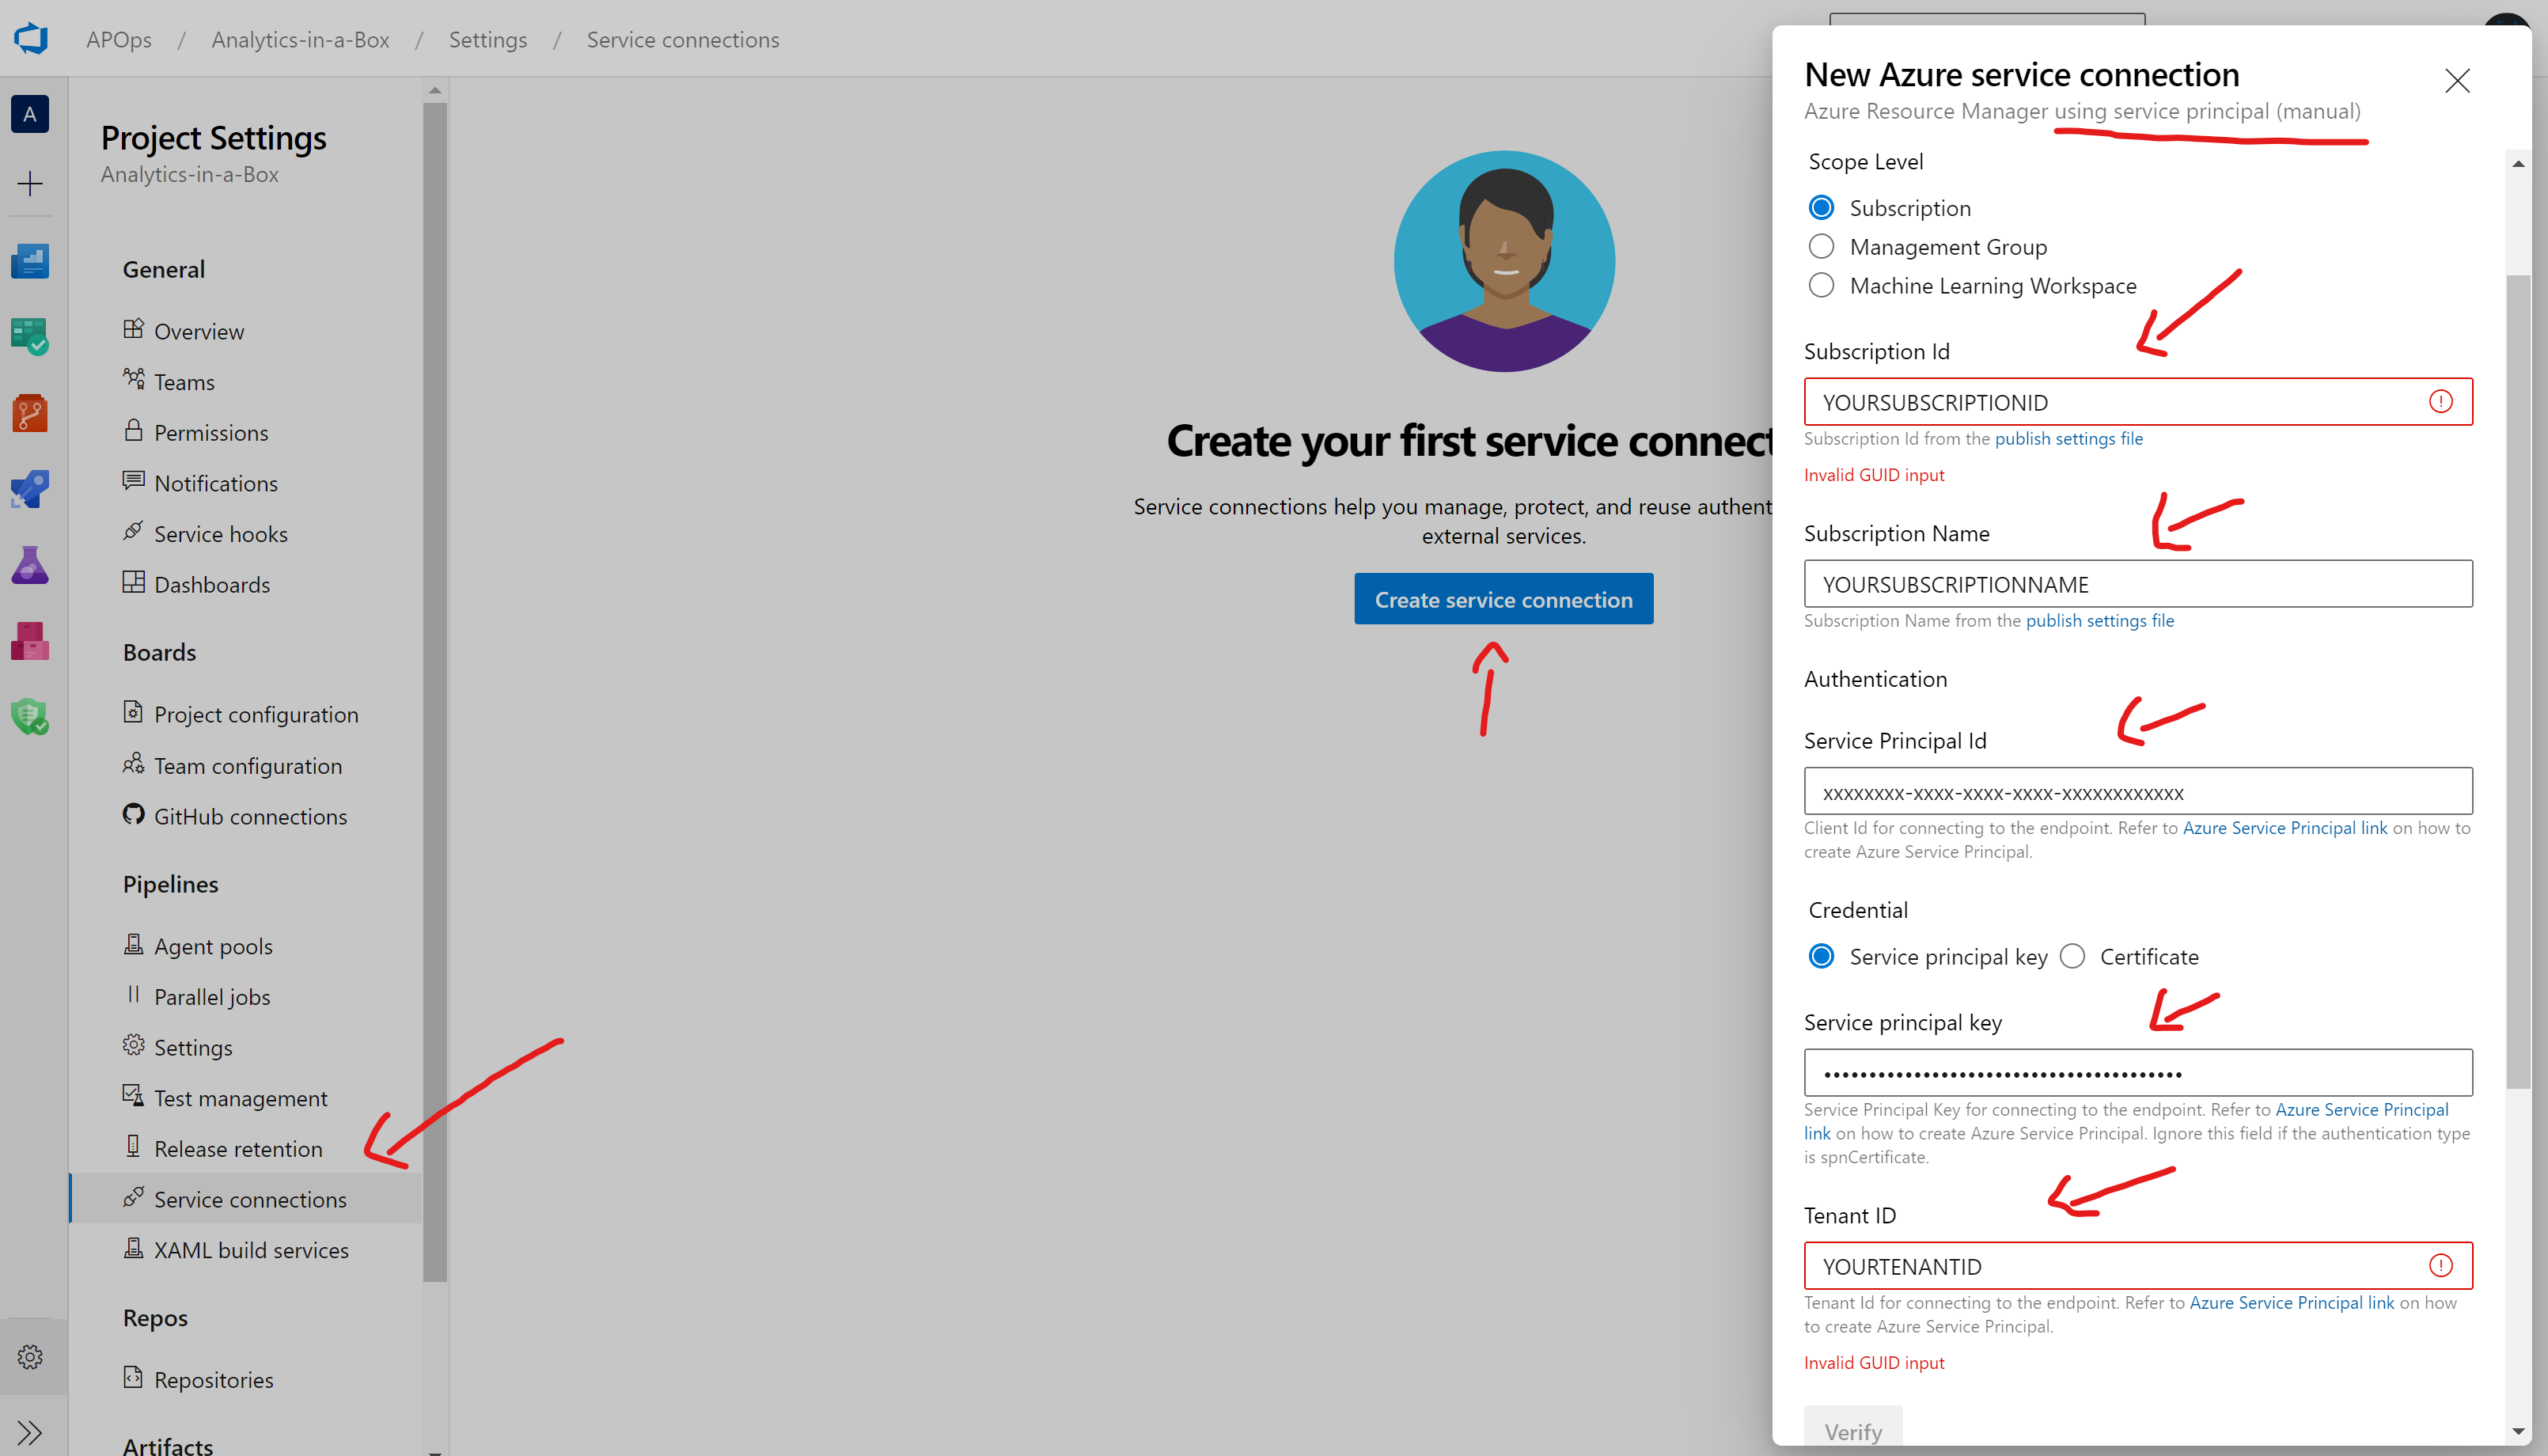 APOps / Analytics-in-a-Box / Settings / Service connections
A
Project Settings
Analytics-in-a-Box
General
Overview
Teams
Permissions
Notifications
Service hooks
Dashboards
Boards
Project configuration
Team configuration
GitHub connections
Pipelines
Agent pools
Parallel jobs
Settings
Test management
Release retention
Service connections
XAML build services
Repos
Repositories
Artifacts
Create your first service connect
Service connections help you manage, protect, and reuse authent
external services.
Create service connection
New Azure service connection
Azure Resource Manager using service principal (manual)
Scope Level
Subscription
Management Group
Machine Learning Workspace
Subscription Id
YOURSUBSCRIPTIONID
Subscription Id from the publish settings file
Invalid GUID input
Subscription Name
YOURSUBSCRIPTIONNAME
Subscription Name from the publish settings file
Authentication
Service Principal Id
xxxxxxxx-xxxx-xxxx-xxxx-xxxxxxxxxxxx
Client Id for connecting to the endpoint. Refer to Azure Service Principal link on how to
create Azure Service Principal.
Credential
Service principal key Certificate
Service principal key
••••••••••••••••••••••••••••••••••••••••
Service Principal Key for connecting to the endpoint. Refer to Azure Service Principal
link on how to create Azure Service Principal. Ignore this field if the authentication type
is spnCertificate.
Tenant ID
YOURTENANTID
Tenant Id for connecting to the endpoint. Refer to Azure Service Principal link on how
to create Azure Service Principal.
Invalid GUID input
Verify